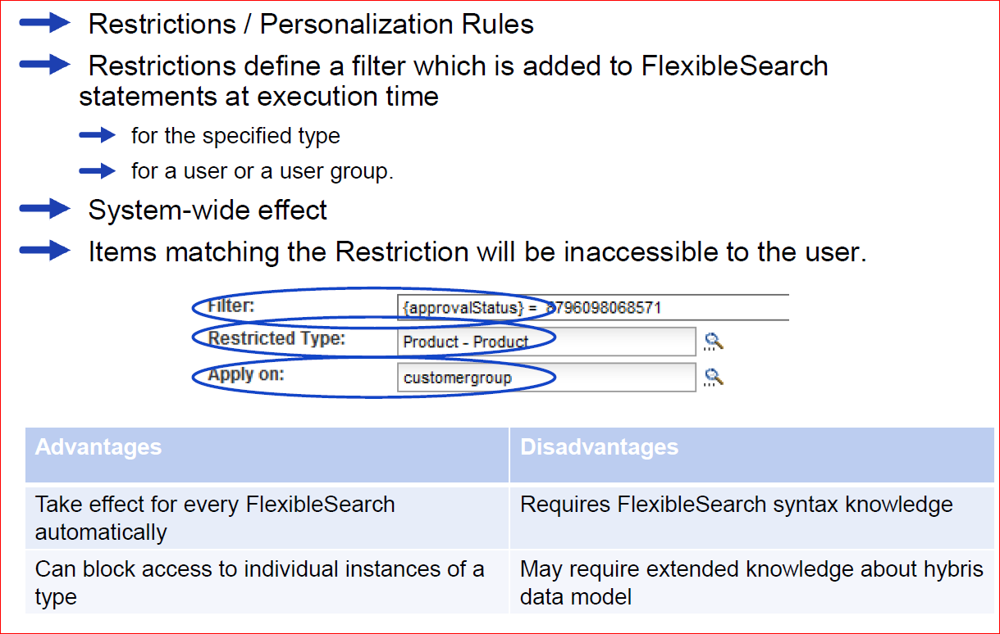 Restrictions / Personalization Rules
Restrictions define a filter which is added to FlexibleSearch
statements at execution time
for the specified type
for a user or a user group.
System-wide effect
Items matching the Restriction will be inaccessible to the user.
Filter: {approvalStatus} = 8796098068571
Restricted Type: Product - Product
Apply on: customergroup
Advantages Disadvantages
Take effect for every FlexibleSearch Requires FlexibleSearch syntax knowledge
automatically
Can block access to individual instances of a May require extended knowledge about hybris
type data model